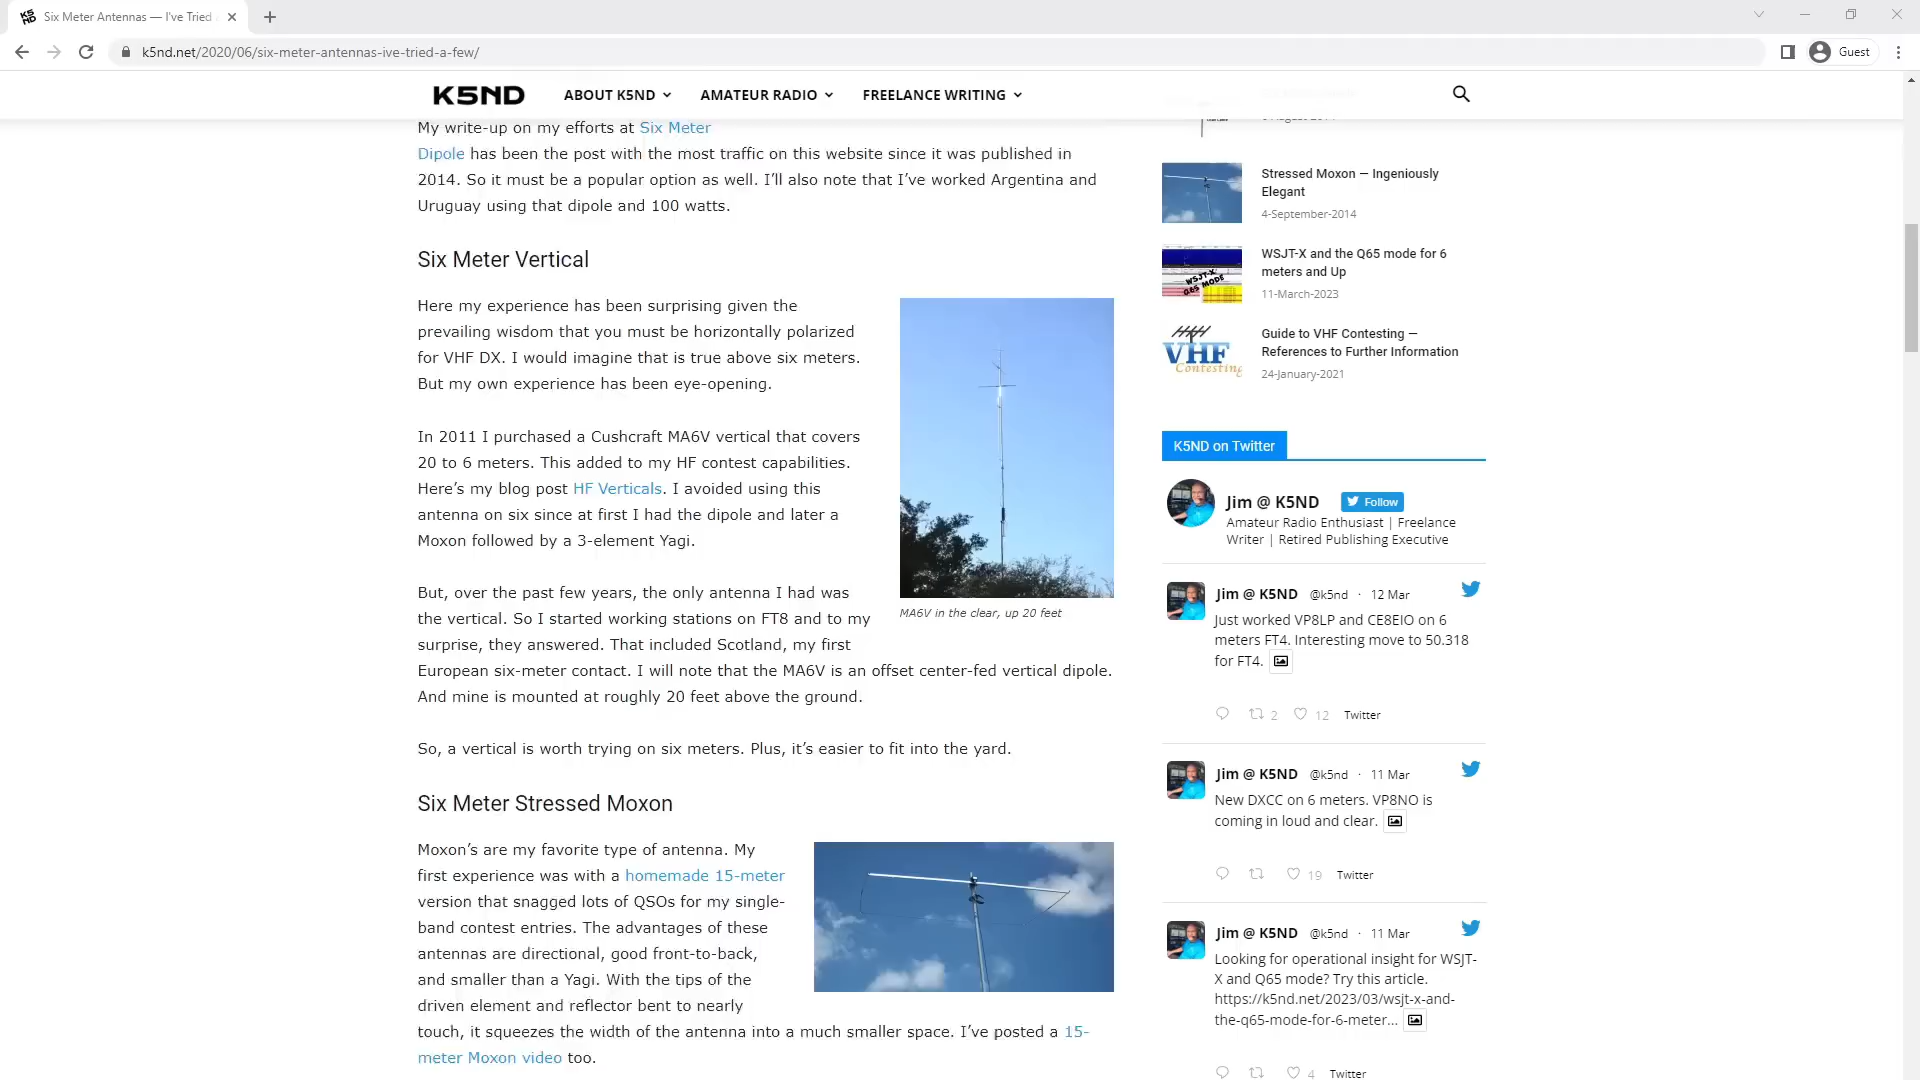 Six Meter Antennas — I've Tried
k5nd.net/2020/06/six-meter-antennas-ive-tried-a-few/
Guest
K5ND
ABOUT K5ND
AMATEUR RADIO
FREELANCE WRITING
My write-up on my efforts at Six Meter
Dipole has been the post with the most traffic on this website since it was published in
2014. So it must be a popular option as well. I’ll also note that I’ve worked Argentina and
Uruguay using that dipole and 100 watts.
Six Meter Vertical
Here my experience has been surprising given the
prevailing wisdom that you must be horizontally polarized
for VHF DX. I would imagine that is true above six meters.
But my own experience has been eye-opening.
In 2011 I purchased a Cushcraft MA6V vertical that covers
20 to 6 meters. This added to my HF contest capabilities.
Here’s my blog post HF Verticals. I avoided using this
antenna on six since at first I had the dipole and later a
Moxon followed by a 3-element Yagi.
But, over the past few years, the only antenna I had was
the vertical. So I started working stations on FT8 and to my
surprise, they answered. That included Scotland, my first
European six-meter contact. I will note that the MA6V is an offset center-fed vertical dipole.
And mine is mounted at roughly 20 feet above the ground.
MA6V in the clear, up 20 feet
So, a vertical is worth trying on six meters. Plus, it’s easier to fit into the yard.
Six Meter Stressed Moxon
Moxon’s are my favorite type of antenna. My
first experience was with a homemade 15-meter
version that snagged lots of QSOs for my single-
band contest entries. The advantages of these
antennas are directional, good front-to-back,
and smaller than a Yagi. With the tips of the
driven element and reflector bent to nearly
touch, it squeezes the width of the antenna into a much smaller space. I’ve posted a 15-
meter Moxon video too.
Stressed Moxon — Ingeniously
Elegant
4-September-2014
WSJT-X
Q65 MODE
WSJT-X and the Q65 mode for 6
meters and Up
11-March-2023
VHF
Contesting
Guide to VHF Contesting —
References to Further Information
24-January-2021
K5ND on Twitter
Jim @ K5ND
Follow
Amateur Radio Enthusiast | Freelance
Writer | Retired Publishing Executive
Jim @ K5ND @k5nd · 12 Mar
Just worked VP8LP and CE8EIO on 6
meters FT4. Interesting move to 50.318
for FT4.
2 12 Twitter
Jim @ K5ND @k5nd · 11 Mar
New DXCC on 6 meters. VP8NO is
coming in loud and clear.
19 Twitter
Jim @ K5ND @k5nd · 11 Mar
Looking for operational insight for WSJT-
X and Q65 mode? Try this article.
https://k5nd.net/2023/03/wsjt-x-and-
the-q65-mode-for-6-meter...
4 Twitter